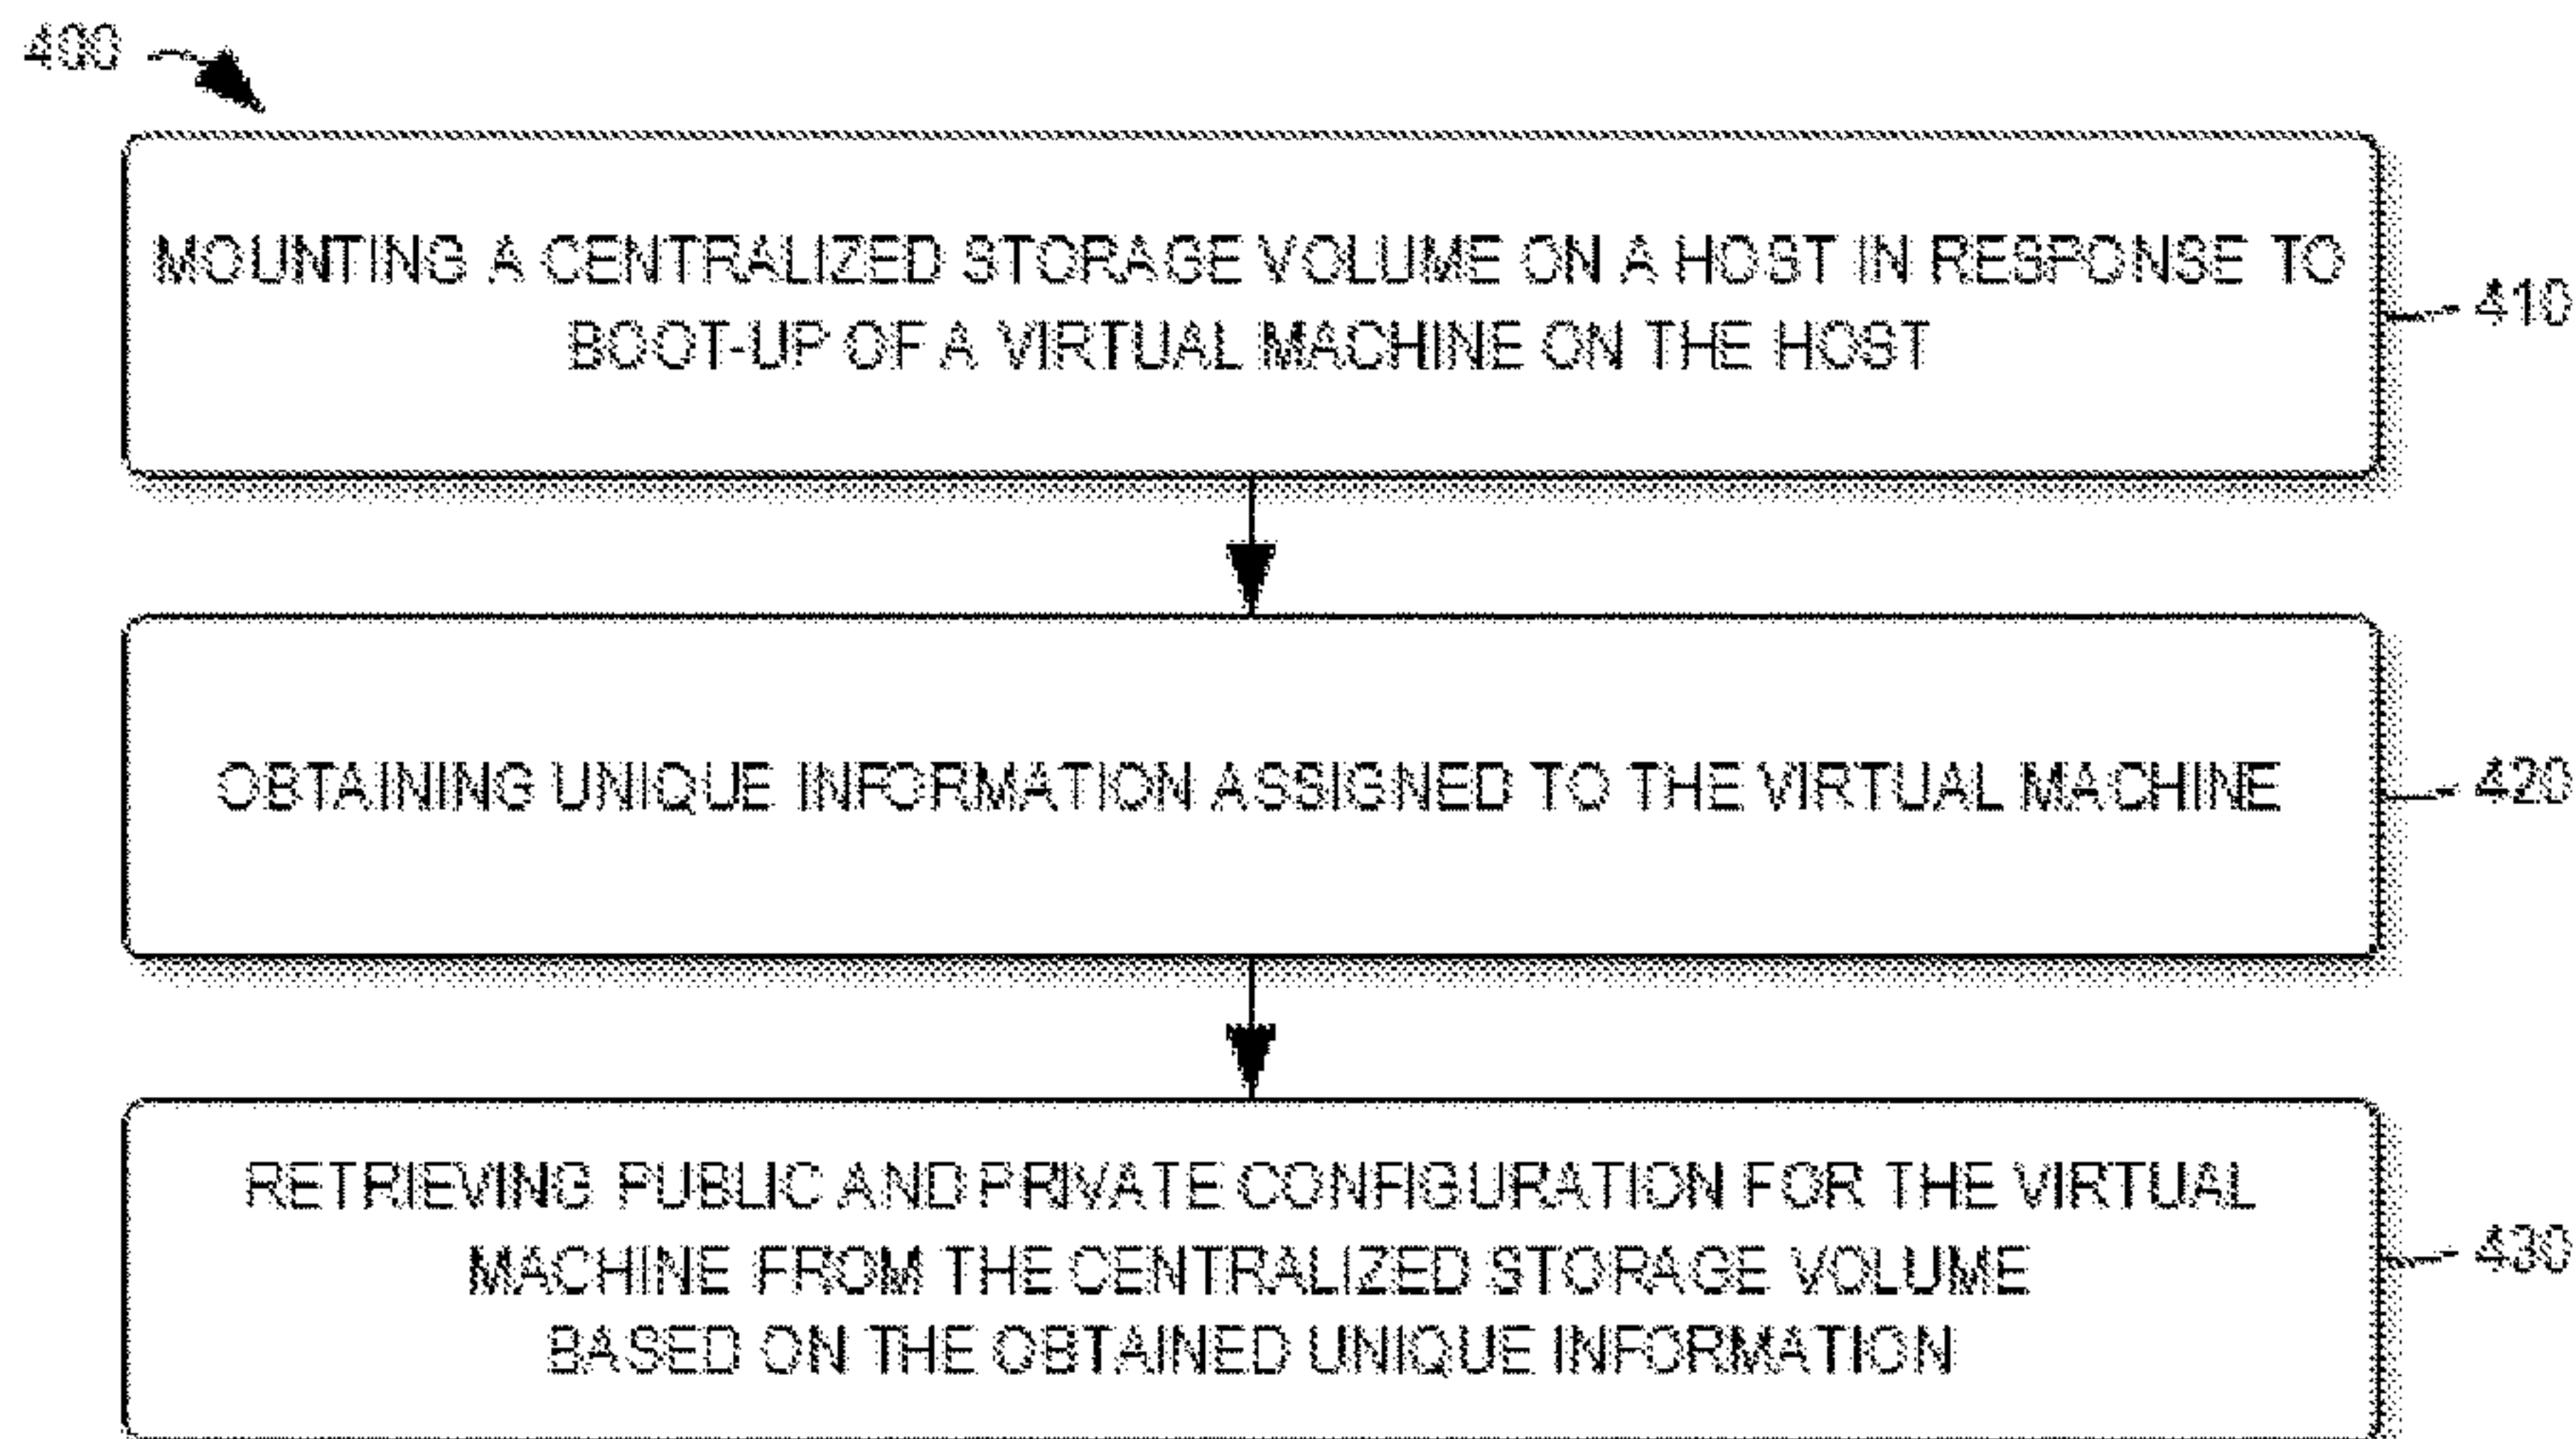 400
MOUNTING A CENTRALIZED STORAGE VOLUME ON A HOST IN RESPONSE TO
BOOT-UP OF A VIRTUAL MACHINE ON THE HOST
410
OBTAINING UNIQUE INFORMATION ASSIGNED TO THE VIRTUAL MACHINE
420
RETRIEVING PUBLIC AND PRIVATE CONFIGURATION FOR THE VIRTUAL
MACHINE FROM THE CENTRALIZED STORAGE VOLUME
BASED ON THE OBTAINED UNIQUE INFORMATION
430